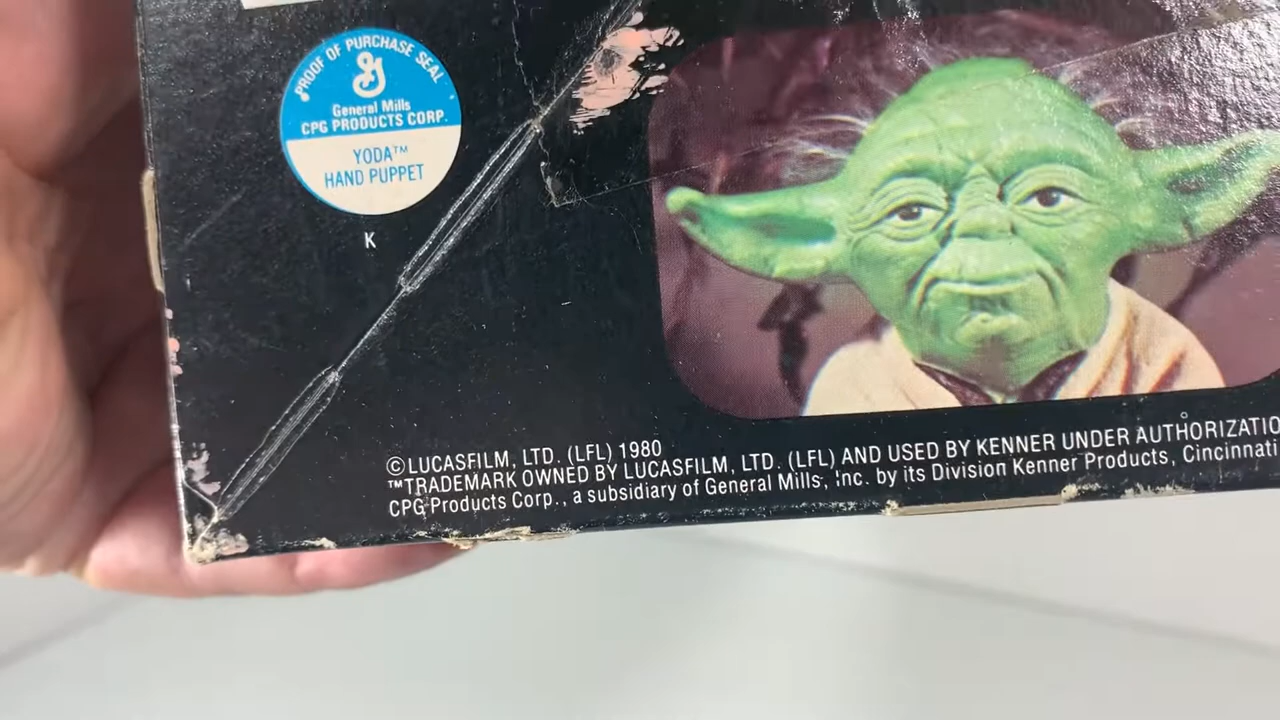 PROOF OF PURCHASE SEAL
G
General Mills
CPG PRODUCTS CORP.
YODA™
HAND PUPPET
K
©LUCASFILM, LTD. (LFL) 1980
™TRADEMARK OWNED BY LUCASFILM, LTD. (LFL) AND USED BY KENNER UNDER AUTHORIZATIO
CPG Products Corp., a subsidiary of General Mills, Inc. by its Division Kenner Products, Cincinnati